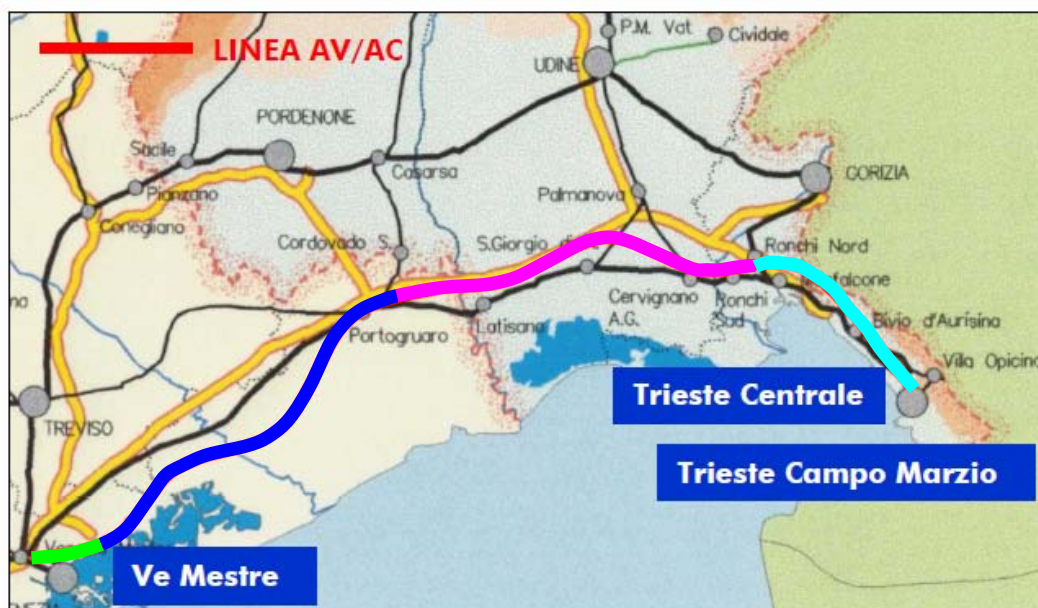 LINEA AV/AC
P.M. Vat
Cividale
UDINE
PORDENONE
Sacile
Casarsa
GORIZIA
Pianzano
Palmanova
Conegliano
Cordovado S.
S.Giorgio
Ronchi Nord
Cervignano
A.G.
Ronchi
Sud
Portogruaro
Latisana
Bivio d'Aurisina
Villa Opicina
TREVISO
Trieste Centrale
Trieste Campo Marzio
Ve Mestre